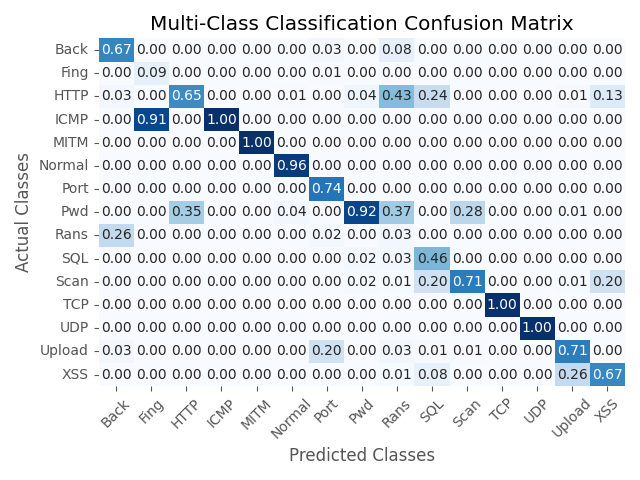 Multi-Class Classification Confusion Matrix
Back 0.67 0.00 0.00 0.00 0.00 0.00 0.03 0.00 0.08 0.00 0.00 0.00 0.00 0.00 0.00
Fing 0.00 0.09 0.00 0.00 0.00 0.00 0.01 0.00 0.00 0.00 0.00 0.00 0.00 0.00 0.00
HTTP 0.03 0.00 0.65 0.00 0.00 0.01 0.00 0.04 0.43 0.24 0.00 0.00 0.00 0.01 0.13
ICMP 0.00 0.91 0.00 1.00 0.00 0.00 0.00 0.00 0.00 0.00 0.00 0.00 0.00 0.00 0.00
MITM 0.00 0.00 0.00 0.00 1.00 0.00 0.00 0.00 0.00 0.00 0.00 0.00 0.00 0.00 0.00
Normal 0.00 0.00 0.00 0.00 0.00 0.96 0.00 0.00 0.00 0.00 0.00 0.00 0.00 0.00 0.00
Port 0.00 0.00 0.00 0.00 0.00 0.00 0.74 0.00 0.00 0.00 0.00 0.00 0.00 0.00 0.00
Pwd 0.00 0.00 0.35 0.00 0.00 0.04 0.00 0.92 0.37 0.00 0.28 0.00 0.00 0.01 0.00
Rans 0.26 0.00 0.00 0.00 0.00 0.00 0.02 0.00 0.03 0.00 0.00 0.00 0.00 0.00 0.00
SQL 0.00 0.00 0.00 0.00 0.00 0.00 0.00 0.02 0.03 0.46 0.00 0.00 0.00 0.00 0.00
Scan 0.00 0.00 0.00 0.00 0.00 0.00 0.00 0.02 0.01 0.20 0.71 0.00 0.00 0.01 0.20
TCP 0.00 0.00 0.00 0.00 0.00 0.00 0.00 0.00 0.00 0.00 0.00 1.00 0.00 0.00 0.00
UDP 0.00 0.00 0.00 0.00 0.00 0.00 0.00 0.00 0.00 0.00 0.00 0.00 1.00 0.00 0.00
Upload 0.03 0.00 0.00 0.00 0.00 0.00 0.20 0.00 0.03 0.01 0.01 0.00 0.00 0.71 0.00
XSS 0.00 0.00 0.00 0.00 0.00 0.00 0.00 0.00 0.01 0.08 0.00 0.00 0.00 0.26 0.67
Actual Classes
Back Fing HTTP ICMP MITM Normal Port Pwd Rans SQL Scan TCP UDP Upload XSS
Predicted Classes